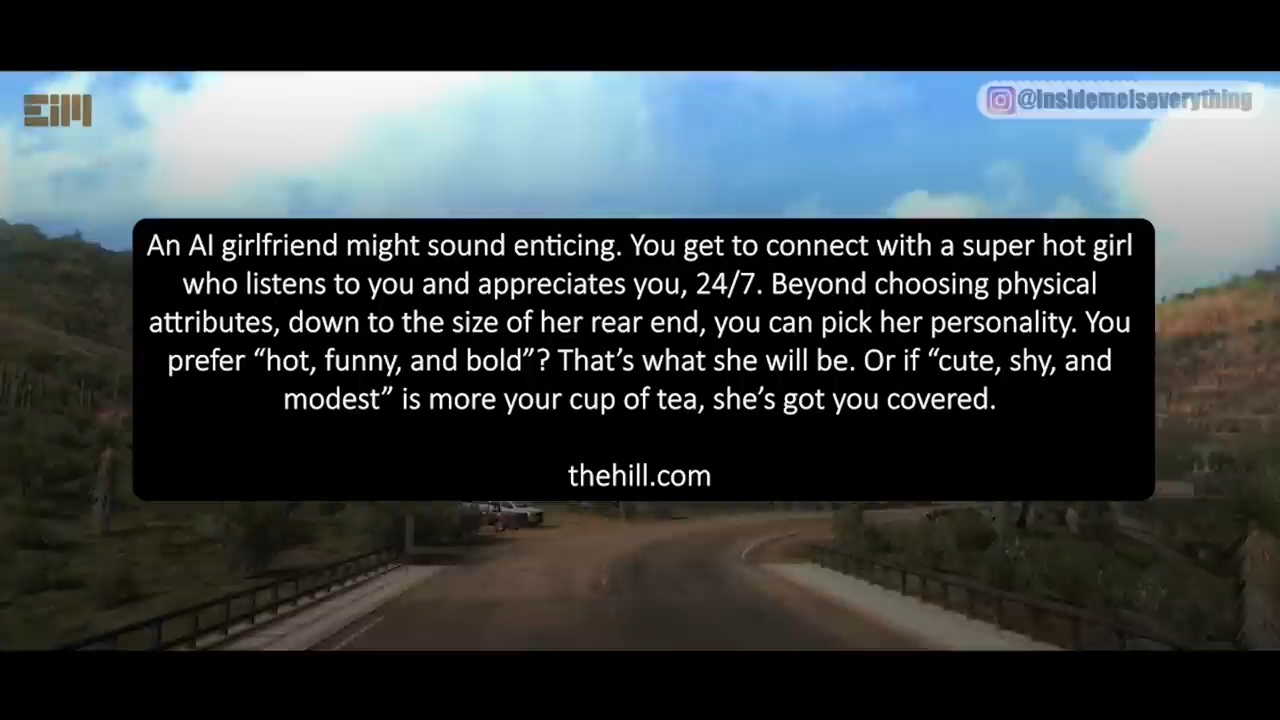 EiM
@Insidemeiseverything
An AI girlfriend might sound enticing. You get to connect with a super hot girl
who listens to you and appreciates you, 24/7. Beyond choosing physical
attributes, down to the size of her rear end, you can pick her personality. You
prefer “hot, funny, and bold”? That’s what she will be. Or if “cute, shy, and
modest” is more your cup of tea, she’s got you covered.
thehill.com